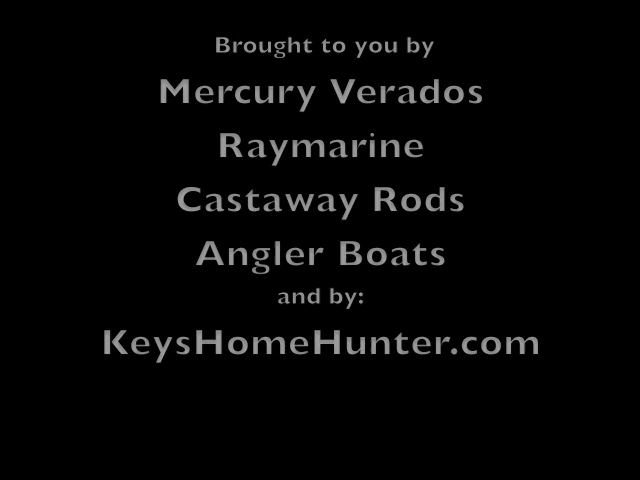 Brought to you by
Mercury Verados
Raymarine
Castaway Rods
Angler Boats
and by:
KeysHomeHunter.com